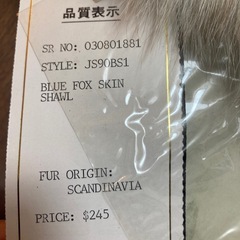 品質表示
SR NO: 030801881
STYLE: JS90BS1
BLUE FOX SKIN
SHAWL
FUR ORIGIN:
SCANDINAVIA
PRICE: $245